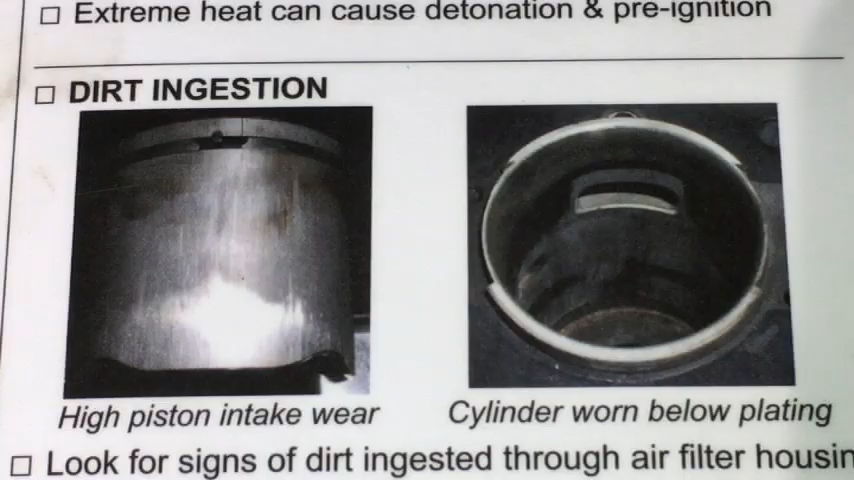 □ Extreme heat can cause detonation & pre-ignition
□ DIRT INGESTION
High piston intake wear
Cylinder worn below plating
□ Look for signs of dirt ingested through air filter housin